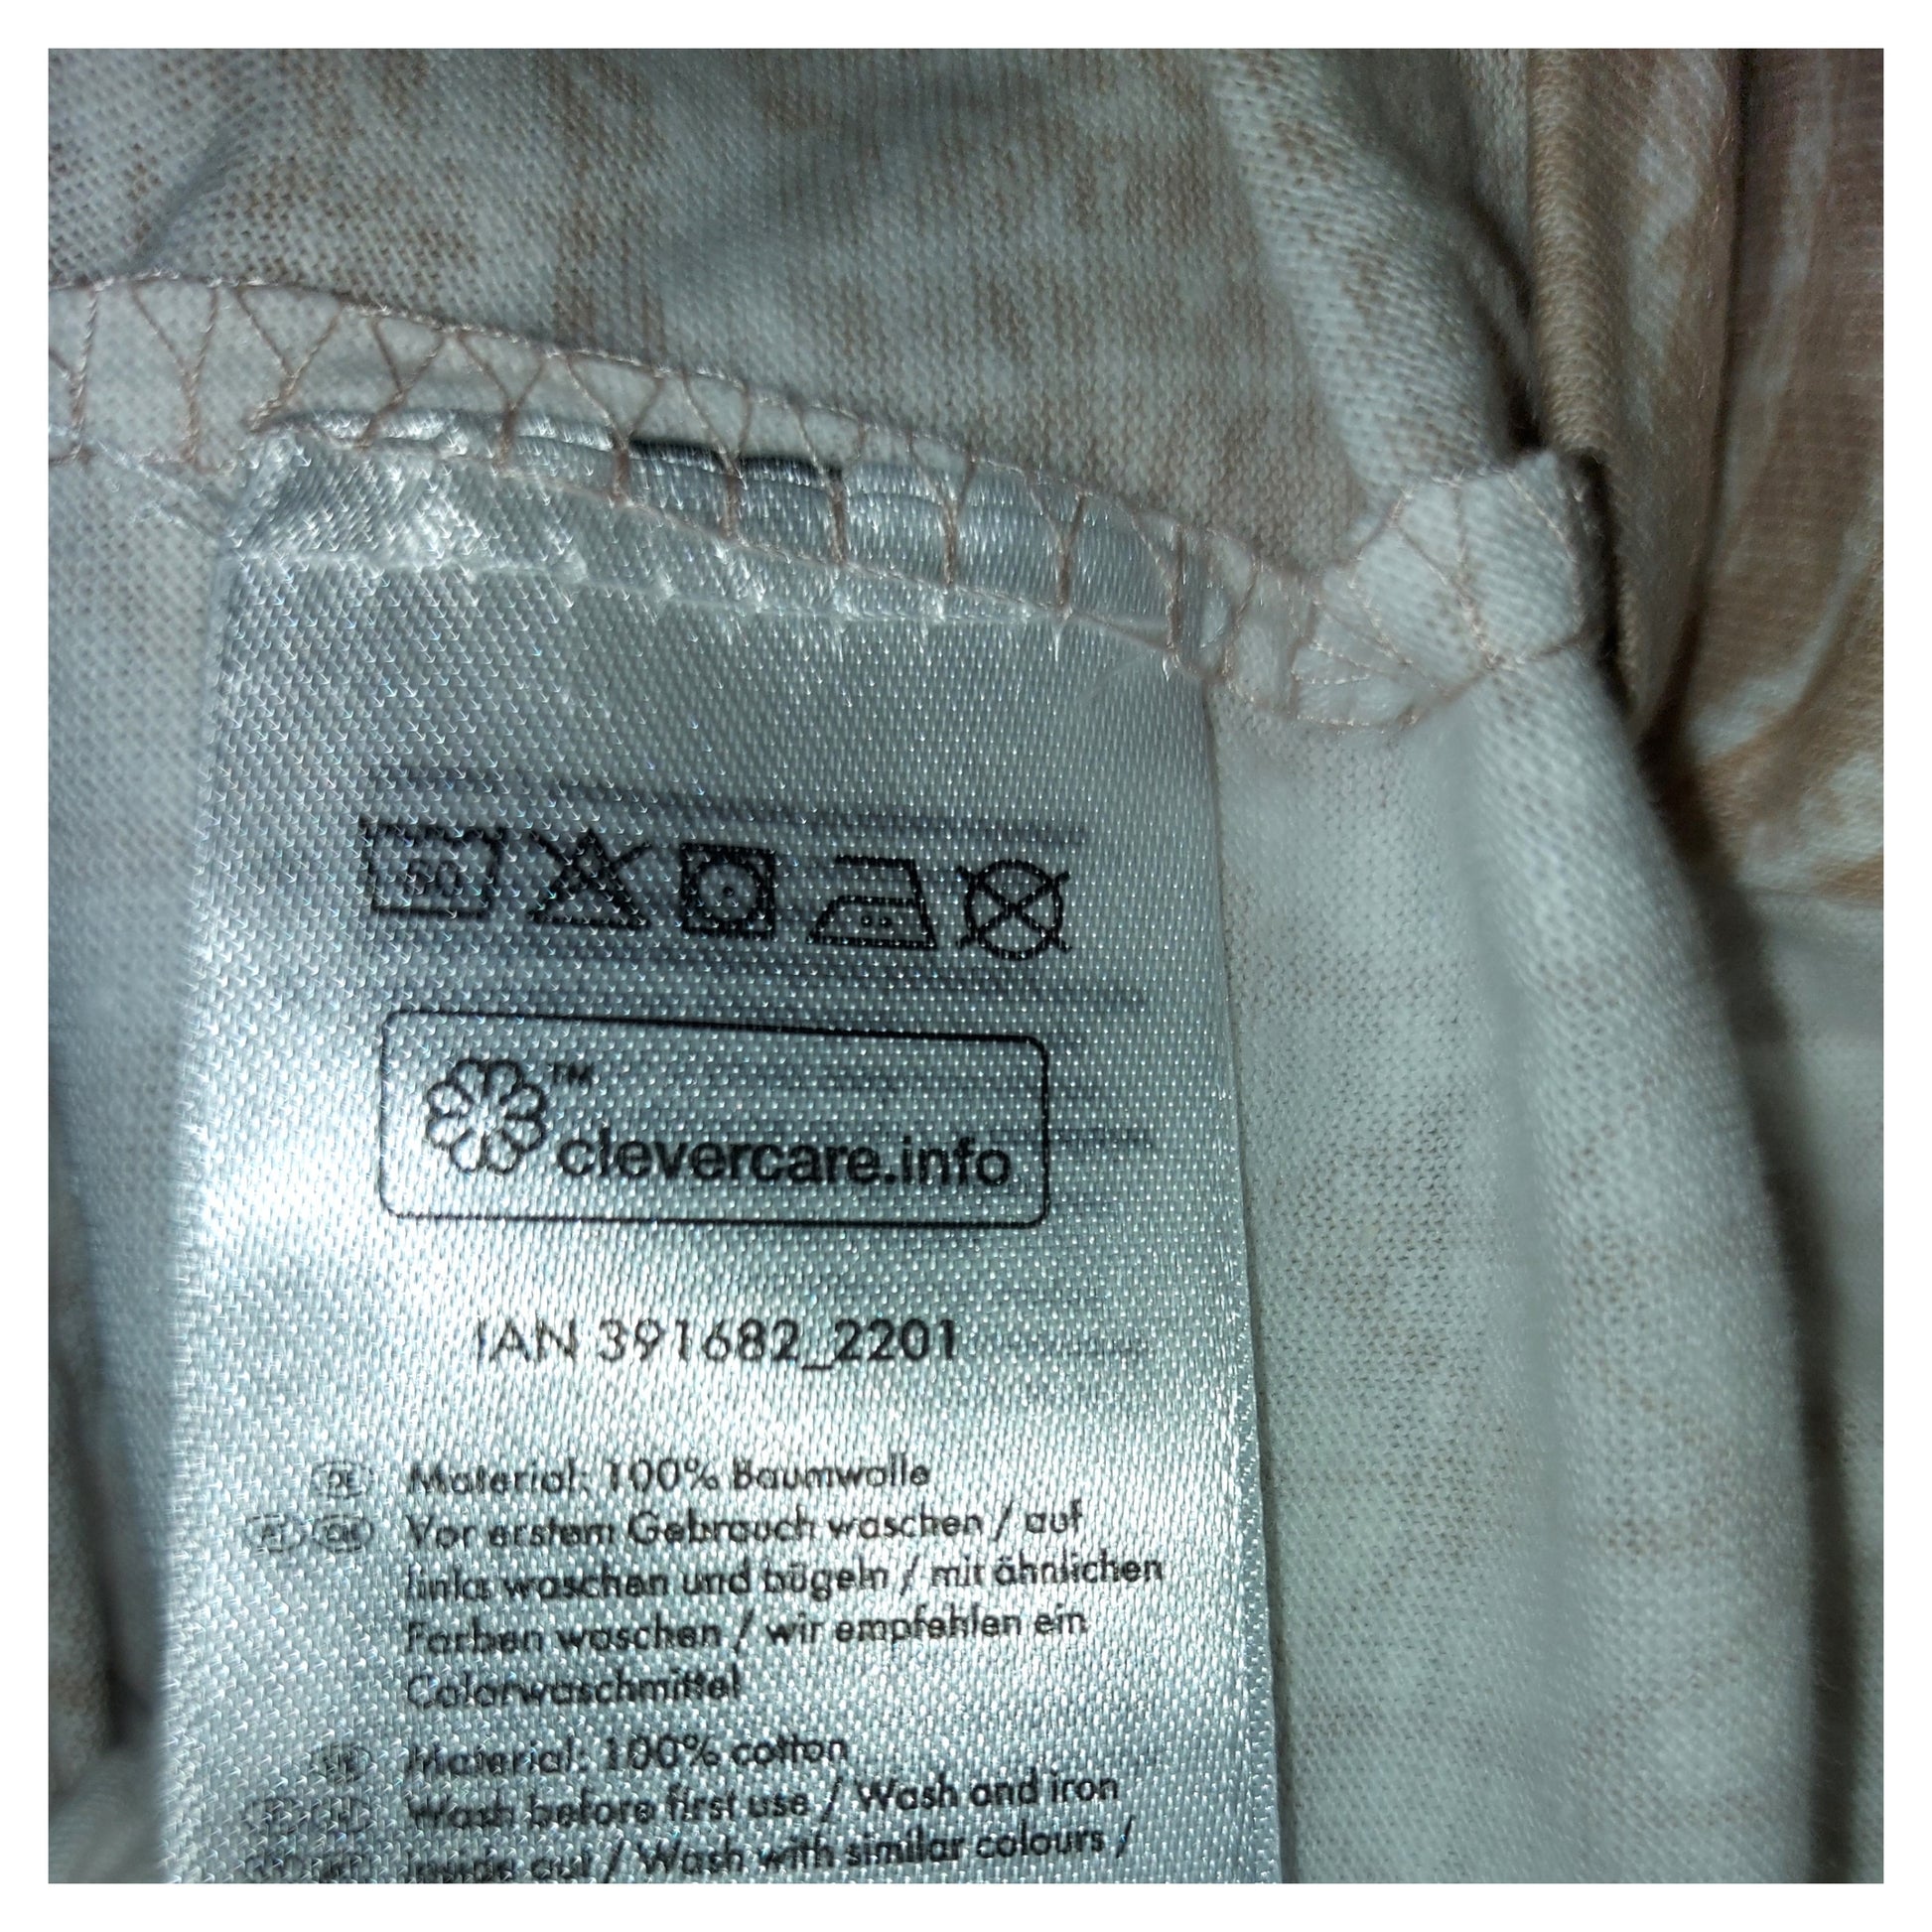 60
™
clevercare.info
IAN 391682_2201
DE Material: 100% Baumwolle
Vor erstem Gebrauch waschen / auf
links waschen und bügeln / mit ähnlichen
Farben waschen / wir empfehlen ein
Colorwaschmittel
Material: 100% cotton
Wash before first use / Wash and iron
inside out / Wash with similar colours /